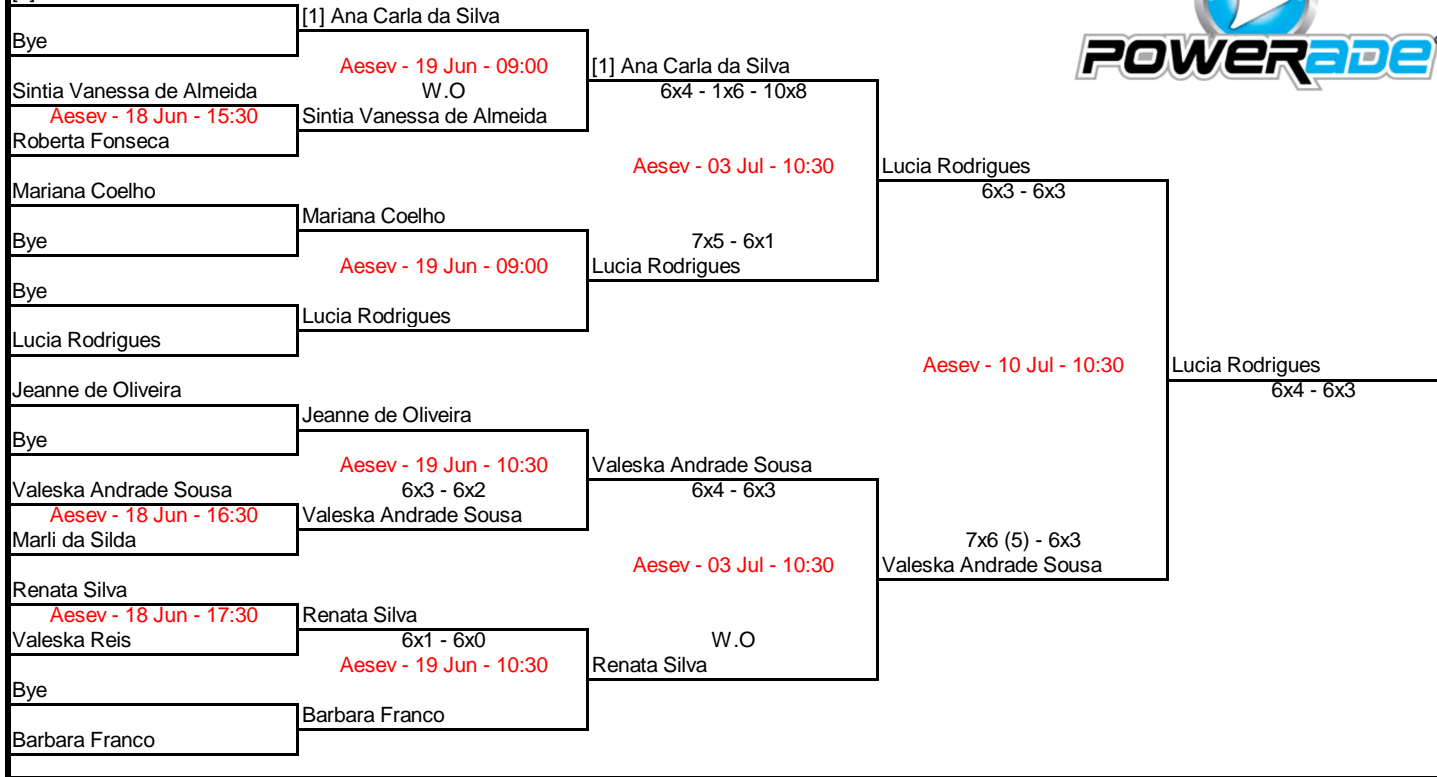 [1] Ana Carla da Silva
Bye
Aesev - 19 Jun - 09:00
[1] Ana Carla da Silva
Sintia Vanessa de Almeida
W.O
6x4 - 1x6 - 10x8
Aesev - 18 Jun - 15:30
Sintia Vanessa de Almeida
Roberta Fonseca
Aesev - 03 Jul - 10:30
Lucia Rodrigues
Mariana Coelho
6x3 - 6x3
Mariana Coelho
Bye
7x5 - 6x1
Aesev - 19 Jun - 09:00
Lucia Rodrigues
Bye
Lucia Rodrigues
Lucia Rodrigues
Aesev - 10 Jul - 10:30
Lucia Rodrigues
Jeanne de Oliveira
6x4 - 6x3
Jeanne de Oliveira
Bye
Aesev - 19 Jun - 10:30
Valeska Andrade Sousa
Valeska Andrade Sousa
6x3 - 6x2
6x4 - 6x3
Aesev - 18 Jun - 16:30
Valeska Andrade Sousa
Marli da Silda
7x6 (5) - 6x3
Aesev - 03 Jul - 10:30
Valeska Andrade Sousa
Renata Silva
Aesev - 18 Jun - 17:30
Renata Silva
Valeska Reis
6x1 - 6x0
W.O
Aesev - 19 Jun - 10:30
Renata Silva
Bye
Barbara Franco
Barbara Franco
POWERADE